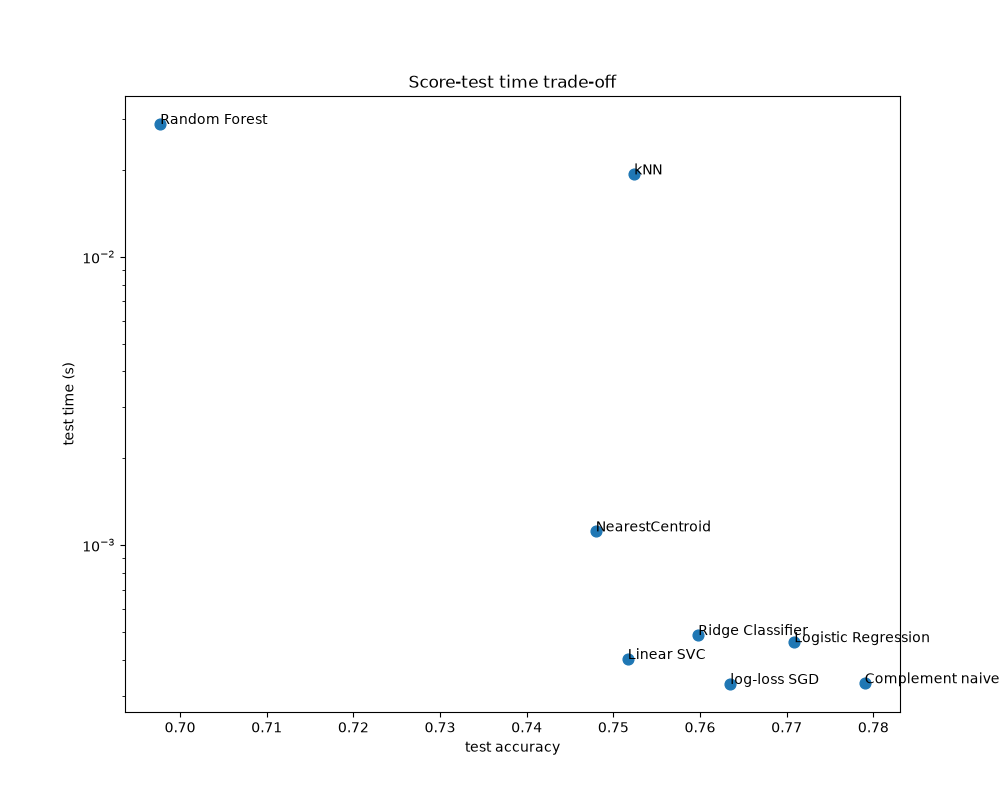 Score-test time trade-off
Random Forest
kNN
NearestCentroid
Ridge Classifier
Logistic Regression
Linear SVC
log-loss SGD
Complement naive
10⁻²
10⁻³
test time (s)
0.70 0.71 0.72 0.73 0.74 0.75 0.76 0.77 0.78
test accuracy